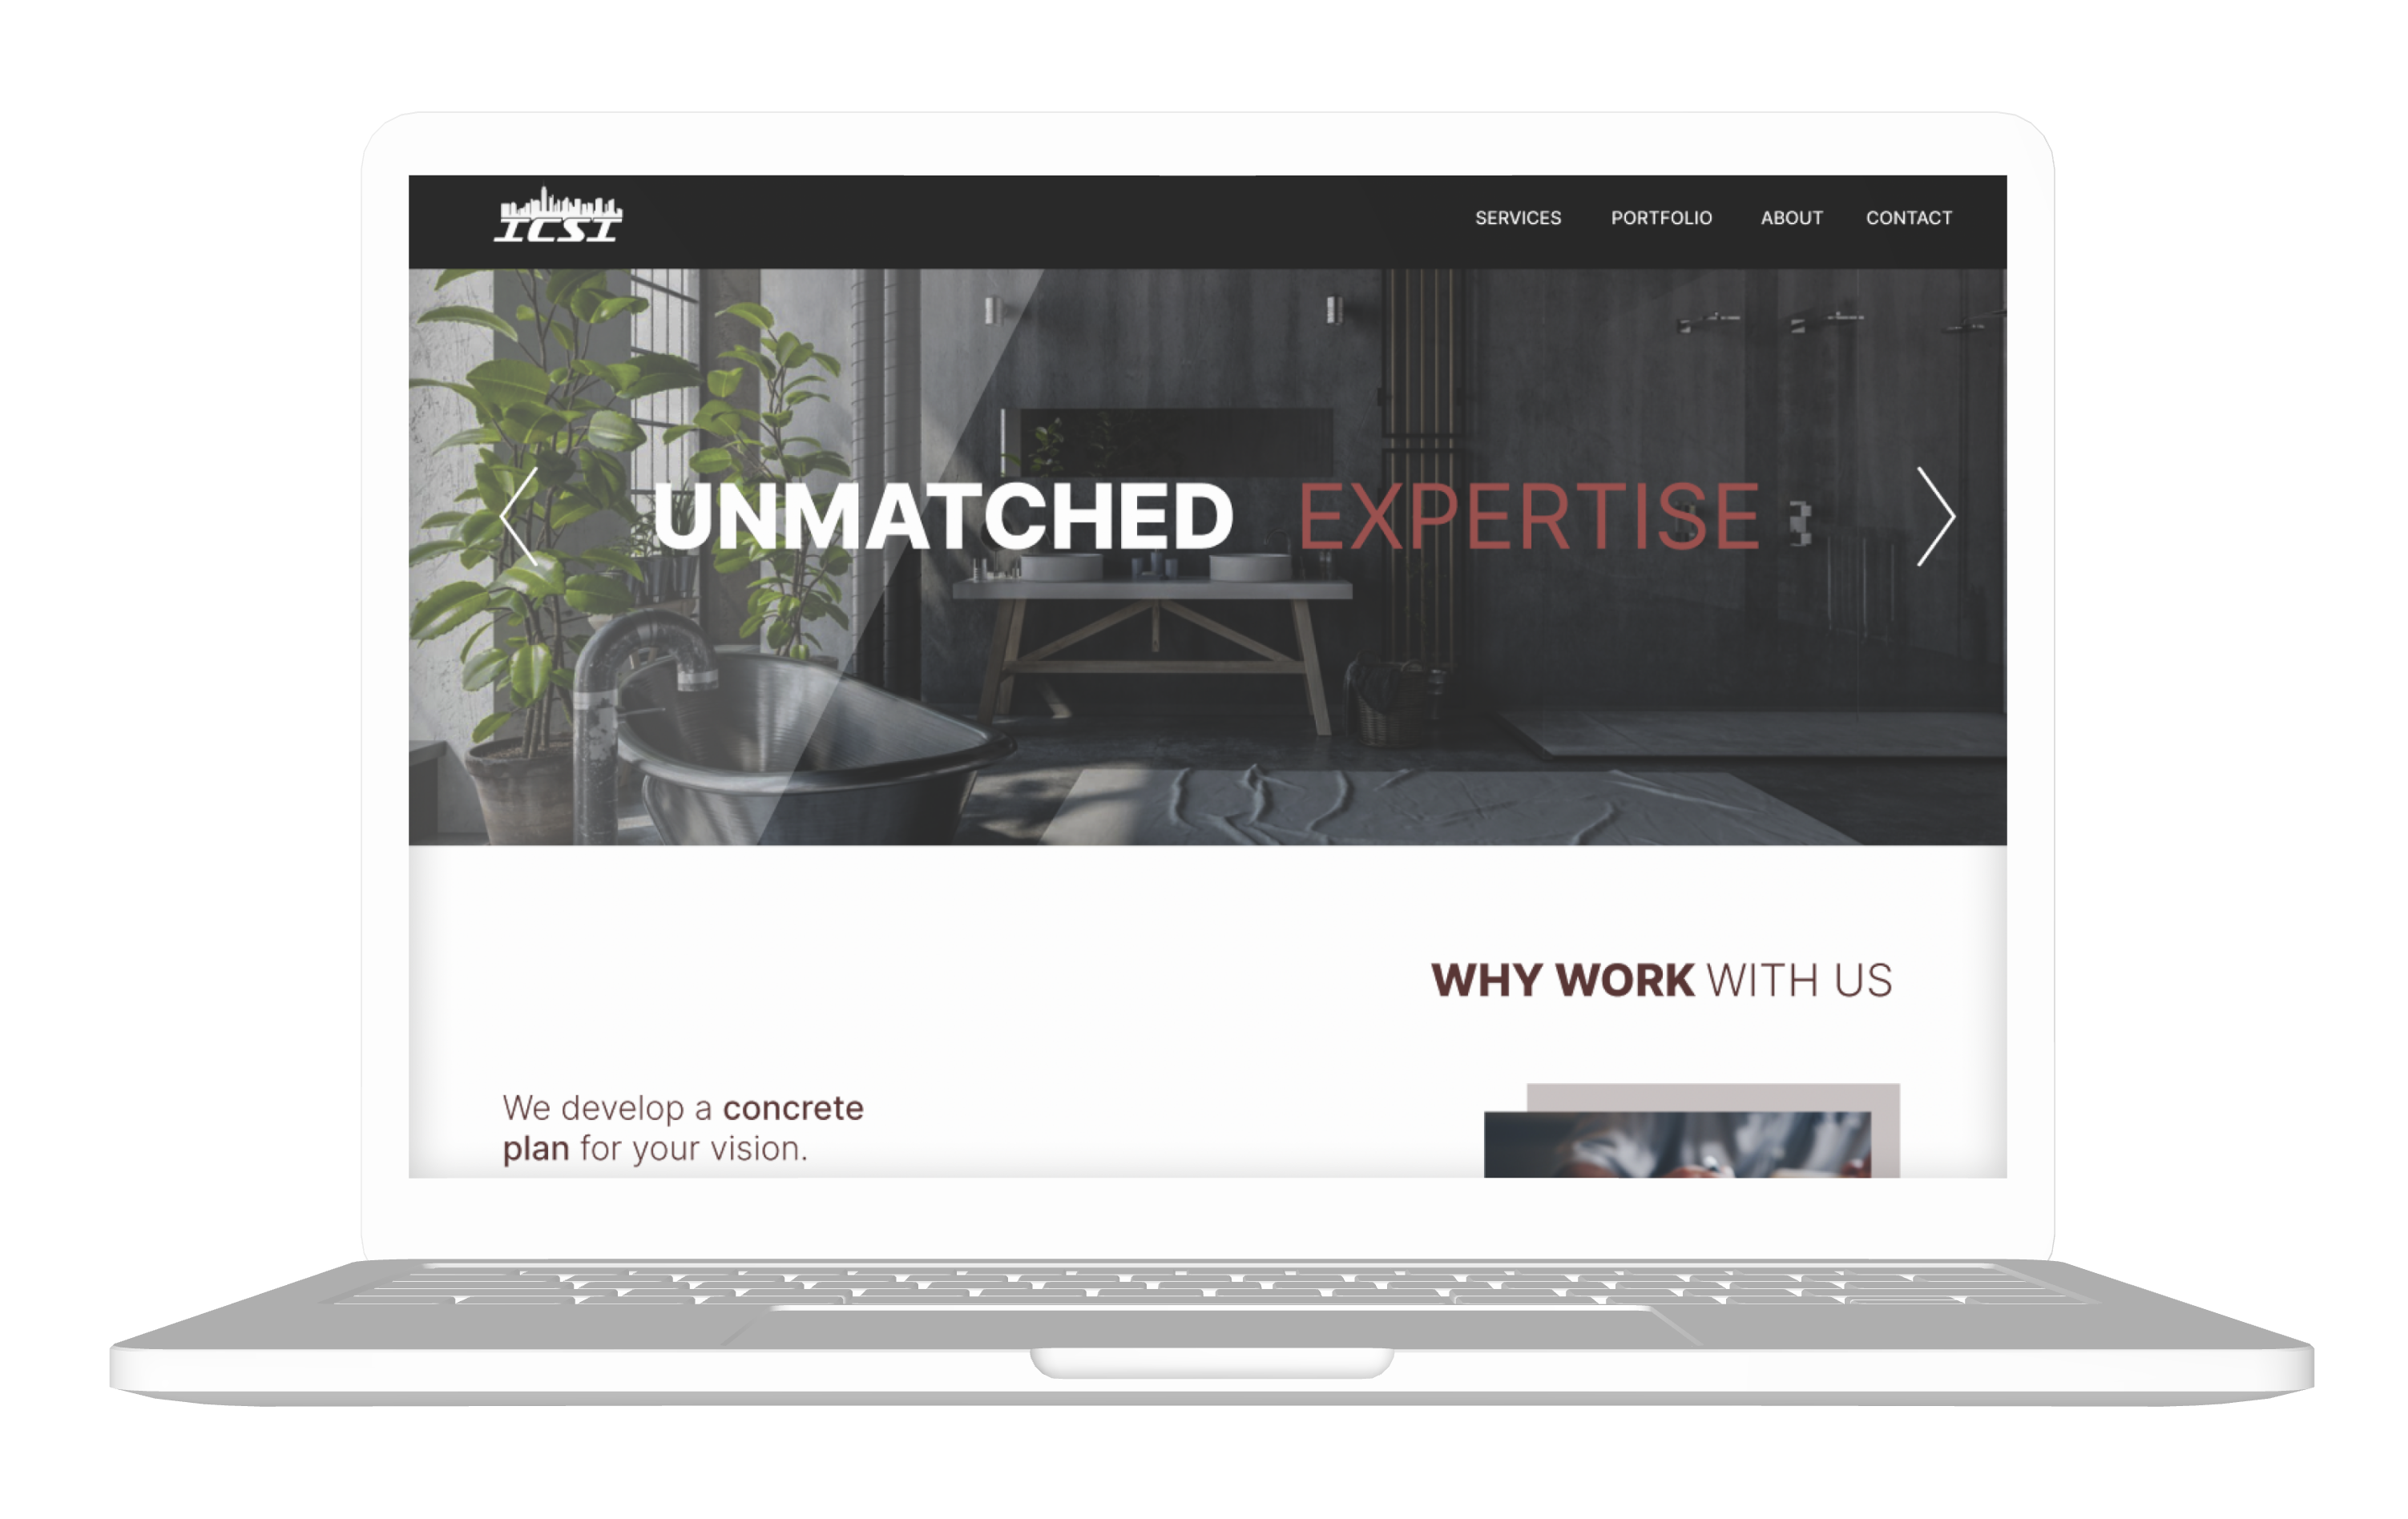 ICSI
SERVICES PORTFOLIO ABOUT CONTACT
UNMATCHED EXPERTISE
WHY WORK WITH US
We develop a concrete
plan for your vision.